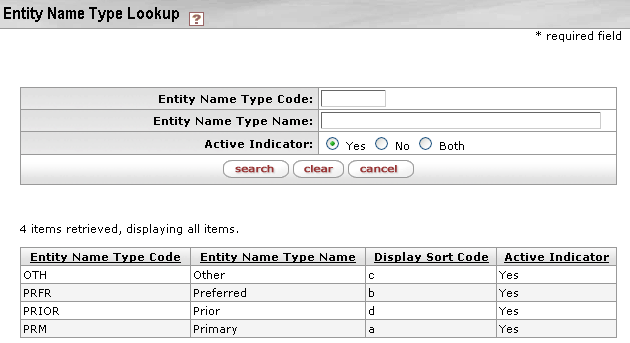 Entity Name Type Lookup ?
* required field
Entity Name Type Code:
Entity Name Type Name:
Active Indicator: Yes No Both
search clear cancel
4 items retrieved, displaying all items.
Entity Name Type Code Entity Name Type Name Display Sort Code Active Indicator
OTH Other c Yes
PRFR Preferred b Yes
PRIOR Prior d Yes
PRM Primary a Yes